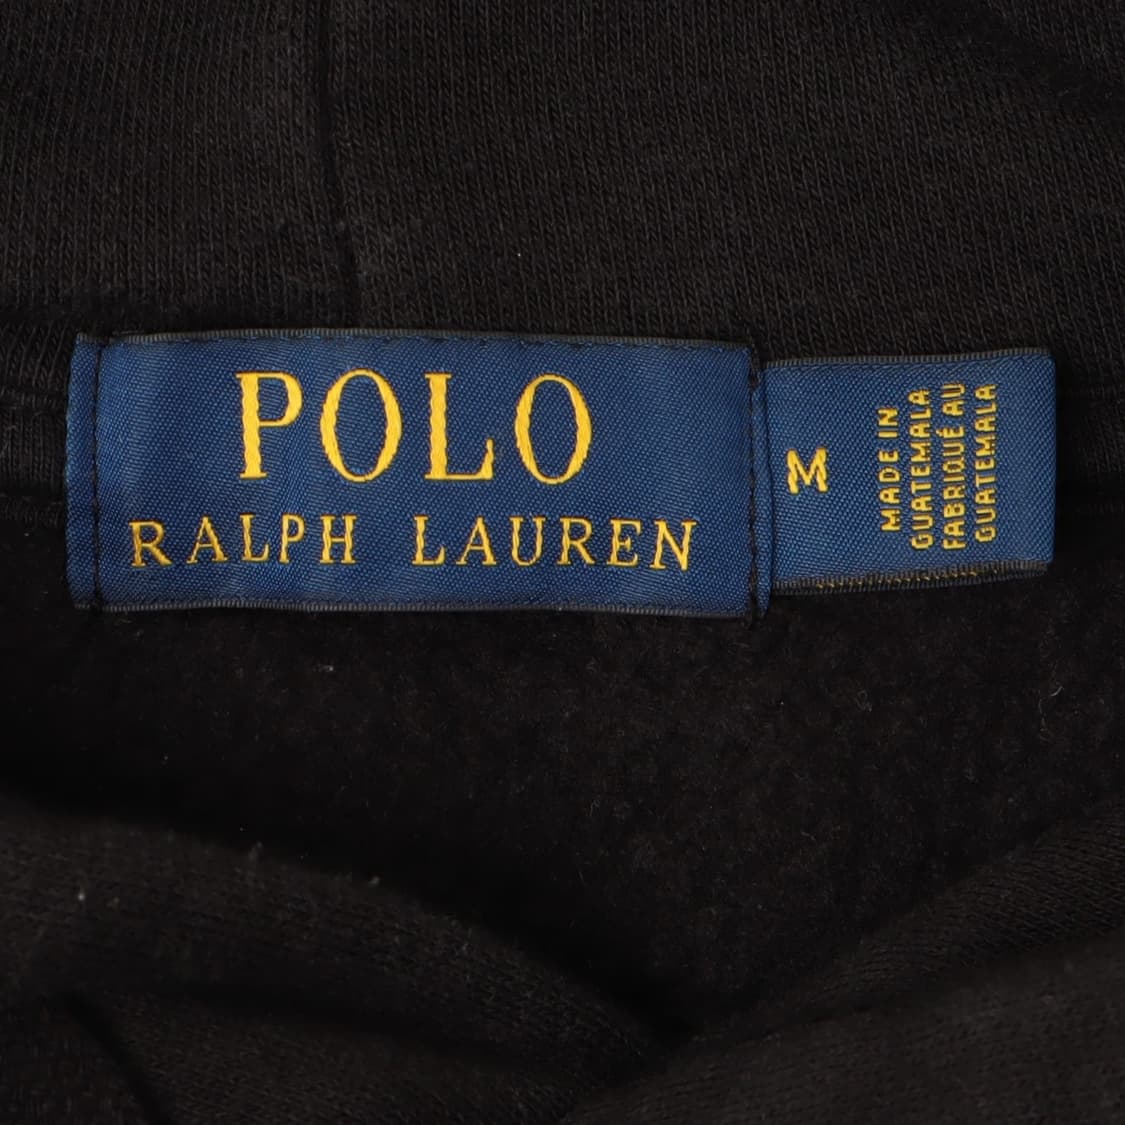 POLO
RALPH LAUREN
M
MADE IN
GUATEMALA
FABRIQUÉ AU
GUATEMALA